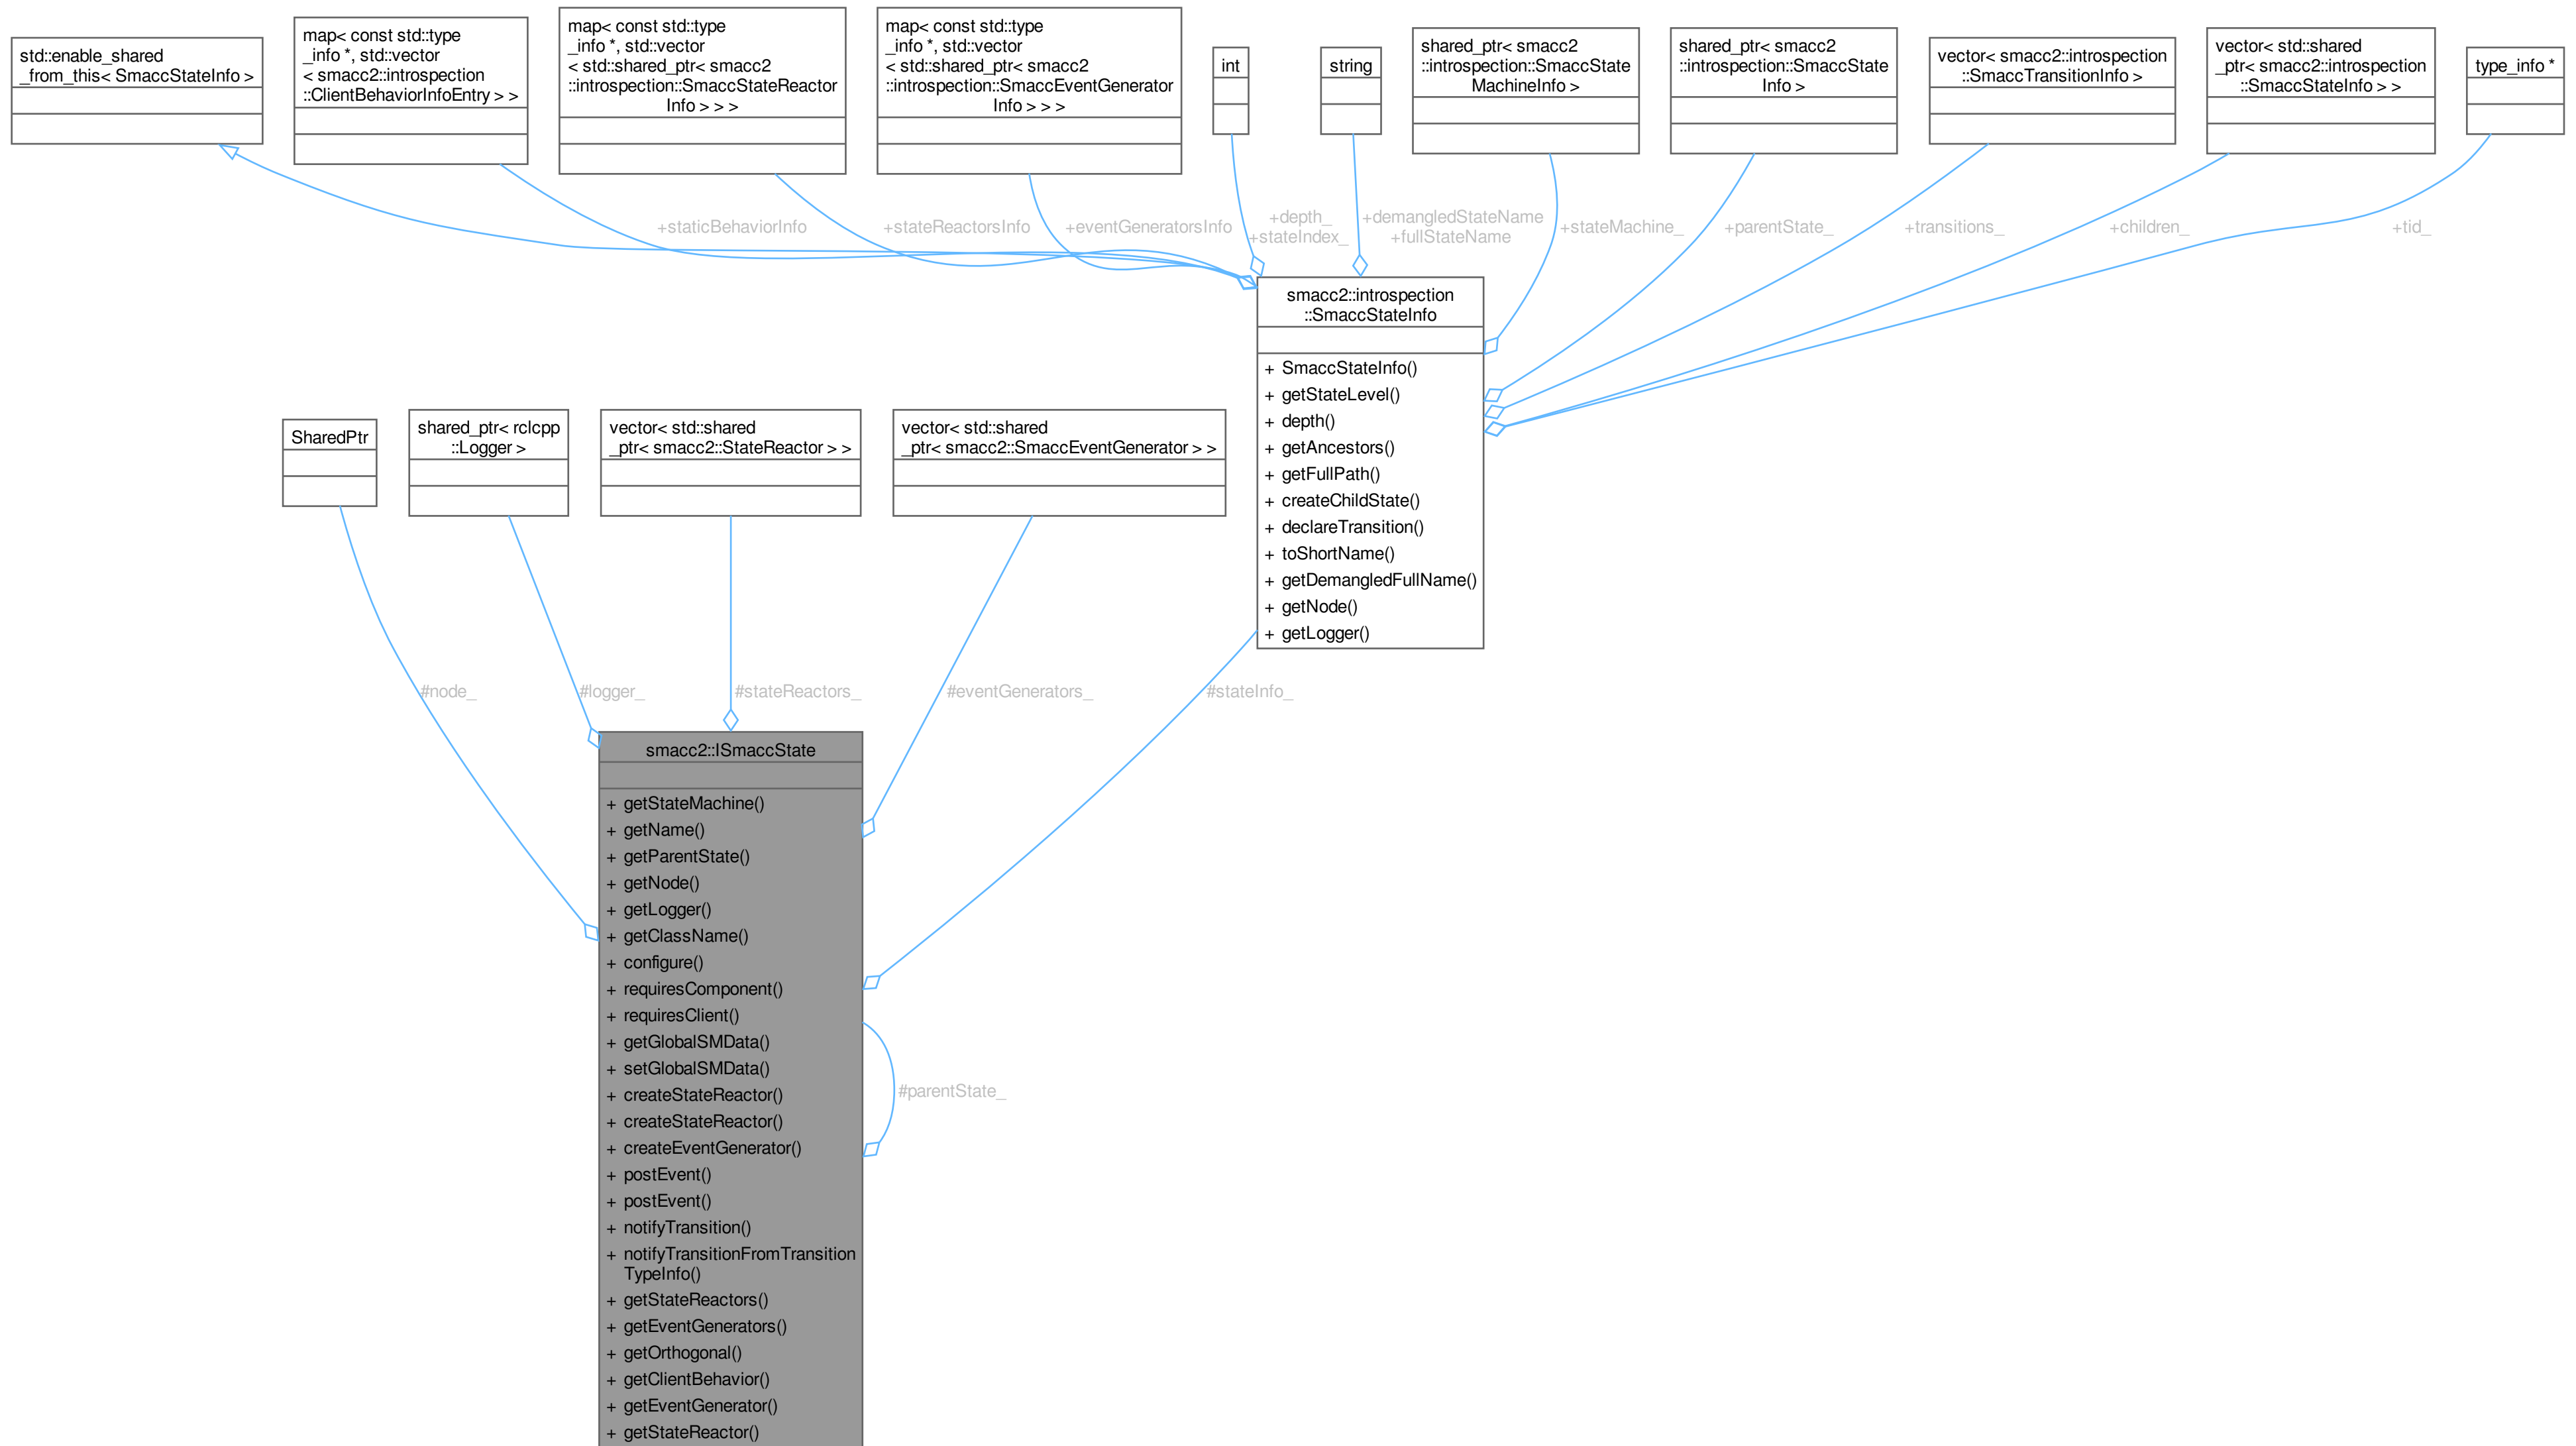 std::enable_shared
_from_this< SmaccStateInfo >
map< const std::type
_info *, std::vector
< smacc2::introspection
::ClientBehaviorInfoEntry > >
map< const std::type
_info *, std::vector
< std::shared_ptr< smacc2
::introspection::SmaccStateReactor
Info > > >
map< const std::type
_info *, std::vector
< std::shared_ptr< smacc2
::introspection::SmaccEventGenerator
Info > > >
int
string
shared_ptr< smacc2
::introspection::SmaccState
MachineInfo >
shared_ptr< smacc2
::introspection::SmaccState
Info >
vector< smacc2::introspection
::SmaccTransitionInfo >
vector< std::shared
_ptr< smacc2::introspection
::SmaccStateInfo > >
type_info *
+staticBehaviorInfo
+stateReactorsInfo
+eventGeneratorsInfo
+depth_
+stateIndex_
+demangledStateName
+fullStateName
+stateMachine_
+parentState_
+transitions_
+children_
+tid_
smacc2::introspection
::SmaccStateInfo
+ SmaccStateInfo()
+ getStateLevel()
+ depth()
+ getAncestors()
+ getFullPath()
+ createChildState()
+ declareTransition()
+ toShortName()
+ getDemangledFullName()
+ getNode()
+ getLogger()
SharedPtr
shared_ptr< rclcpp
::Logger >
vector< std::shared
_ptr< smacc2::StateReactor > >
vector< std::shared
_ptr< smacc2::SmaccEventGenerator > >
#node_
#logger_
#stateReactors_
#eventGenerators_
#stateInfo_
smacc2::ISmaccState
+ getStateMachine()
+ getName()
+ getParentState()
+ getNode()
+ getLogger()
+ getClassName()
+ configure()
+ requiresComponent()
+ requiresClient()
+ getGlobalSMData()
+ setGlobalSMData()
+ createStateReactor()
+ createStateReactor()
+ createEventGenerator()
+ postEvent()
+ postEvent()
+ notifyTransition()
+ notifyTransitionFromTransition
TypeInfo()
+ getStateReactors()
+ getEventGenerators()
+ getOrthogonal()
+ getClientBehavior()
+ getEventGenerator()
+ getStateReactor()
#parentState_